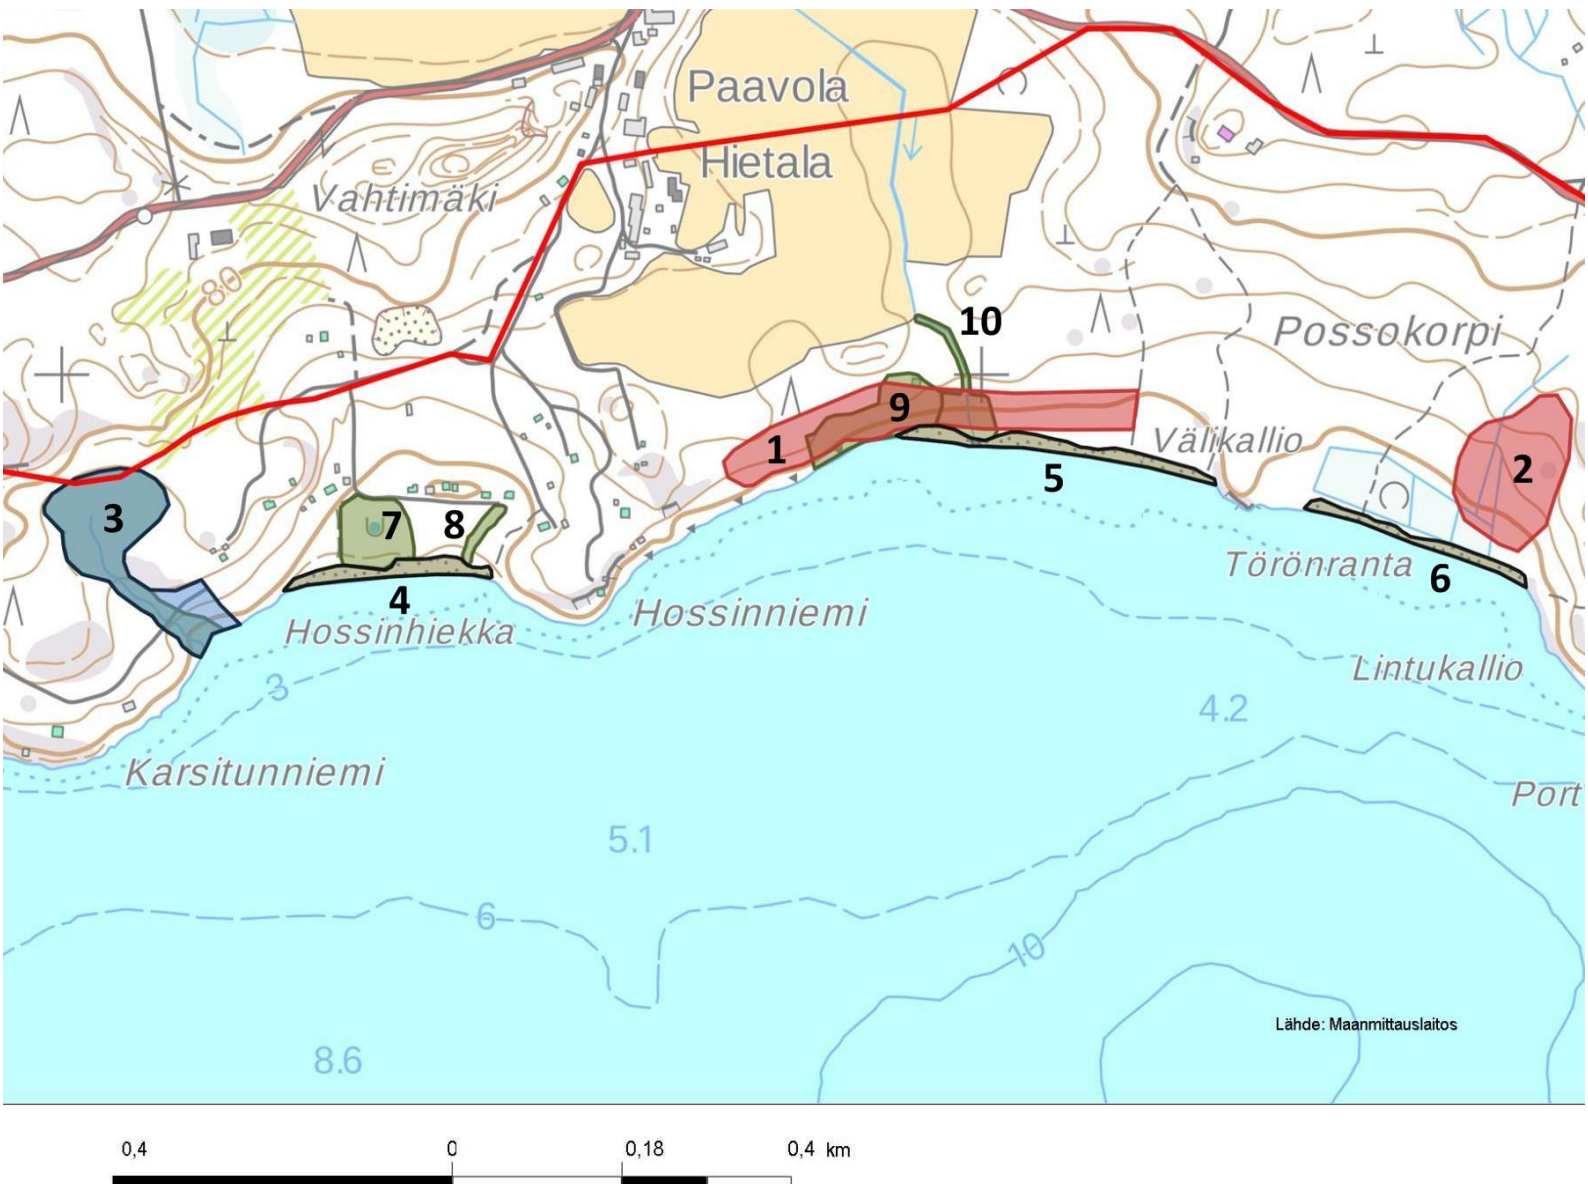 Paavola
Hietala
Vahtimäki
80
10
Possokorpi
9
1
Välikallio
2
5
3
7
8
4
6
Törönranta
Hossinhiekka
Hossinniemi
Lintukallio
3
4.2
Karsitunniemi
Port
5.1
6
10
Lähde: Maanmittauslaitos
8.6
0,4 0 0,18 0,4 km